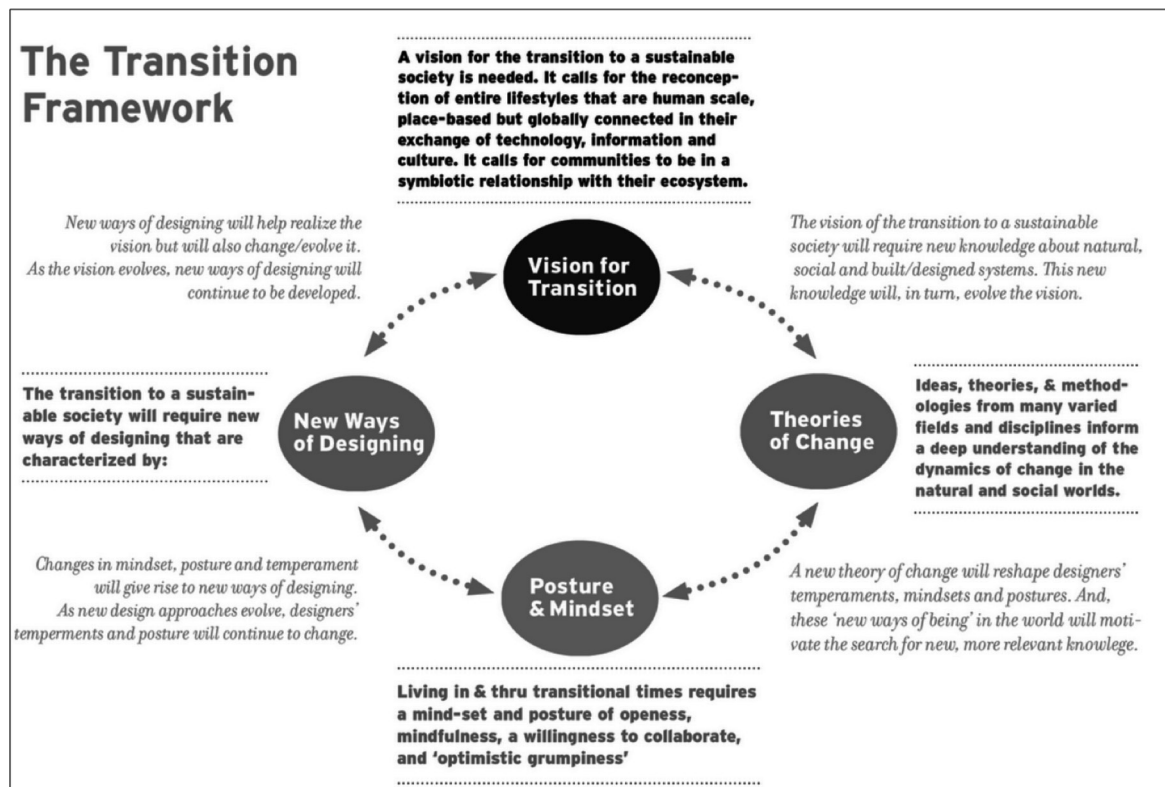 The Transition
Framework
A vision for the transition to a sustainable
society is needed. It calls for the reconcep-
tion of entire lifestyles that are human scale,
place-based but globally connected in their
exchange of technology, information and
culture. It calls for communities to be in a
symbiotic relationship with their ecosystem.
New ways of designing will help realize the
vision but will also change/evolve it.
As the vision evolves, new ways of designing will
continue to be developed.
Vision for
Transition
The vision of the transition to a sustainable
society will require new knowledge about natural,
social and built/designed systems. This new
knowledge will, in turn, evolve the vision.
The transition to a sustain-
able society will require new
ways of designing that are
characterized by:
New Ways
of Designing
Theories
of Change
Ideas, theories, & method-
ologies from many varied
fields and disciplines inform
a deep understanding of the
dynamics of change in the
natural and social worlds.
Changes in mindset, posture and temperament
will give rise to new ways of designing.
As new design approaches evolve, designers'
temperments and posture will continue to change.
Posture
& Mindset
A new theory of change will reshape designers'
temperaments, mindsets and postures. And,
these 'new ways of being' in the world will moti-
vate the search for new, more relevant knowlege.
Living in & thru transitional times requires
a mind-set and posture of openess,
mindfulness, a willingness to collaborate,
and 'optimistic grumpiness'